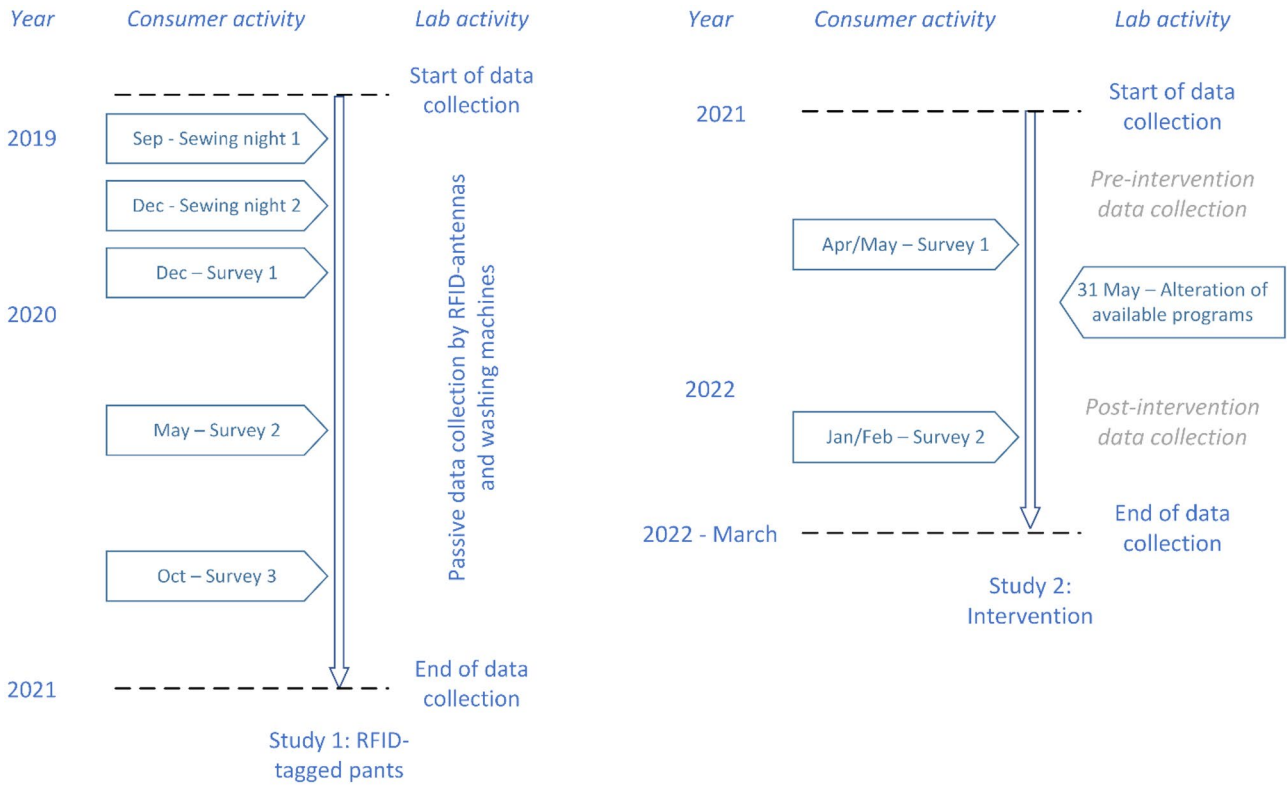 Year
Consumer activity
Lab activity
Start of data
collection
2019
Sep - Sewing night 1
Dec - Sewing night 2
Dec – Survey 1
2020
May – Survey 2
Oct – Survey 3
Passive data collection by RFID-antennas
and washing machines
2021
End of data
collection
Study 1: RFID-
tagged pants
Year
Consumer activity
Lab activity
2021
Start of data
collection
Pre-intervention
data collection
Apr/May – Survey 1
31 May – Alteration of
available programs
2022
Post-intervention
data collection
Jan/Feb – Survey 2
2022 - March
End of data
collection
Study 2:
Intervention